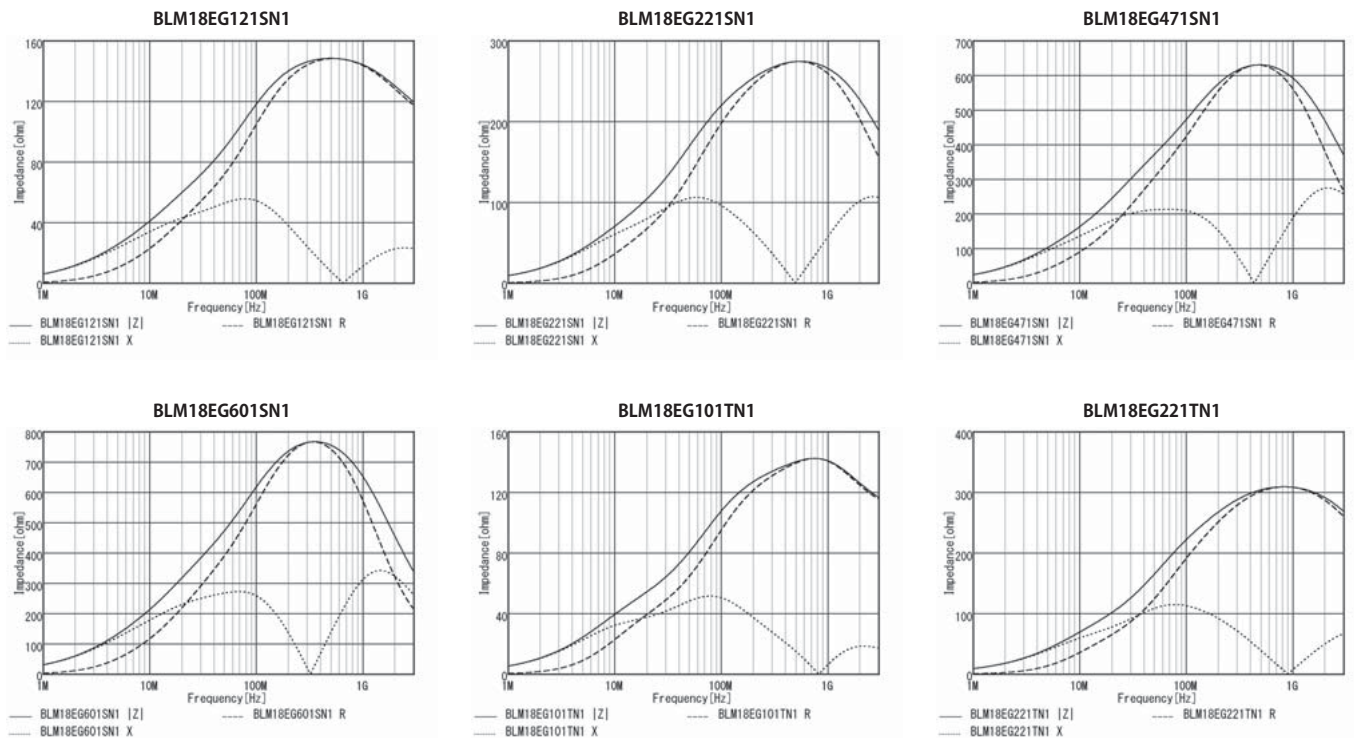 BLM18EG121SN1
160
120
80
40
0
Impedance[ohm]
1M 10M 100M 1G
Frequency[Hz]
BLM18EG121SN1 |Z| BLM18EG121SN1 R
BLM18EG121SN1 X
BLM18EG221SN1
300
200
100
0
Impedance[ohm]
1M 10M 100M 1G
Frequency[Hz]
BLM18EG221SN1 |Z| BLM18EG221SN1 R
BLM18EG221SN1 X
BLM18EG471SN1
700
600
500
400
300
200
100
0
Impedance[ohm]
1M 10M 100M 1G
Frequency[Hz]
BLM18EG471SN1 |Z| BLM18EG471SN1 R
BLM18EG471SN1 X
BLM18EG601SN1
800
700
600
500
400
300
200
100
0
Impedance[ohm]
1M 10M 100M 1G
Frequency[Hz]
BLM18EG601SN1 |Z| BLM18EG601SN1 R
BLM18EG601SN1 X
BLM18EG101TN1
160
120
80
40
0
Impedance[ohm]
1M 10M 100M 1G
Frequency[Hz]
BLM18EG101TN1 |Z| BLM18EG101TN1 R
BLM18EG101TN1 X
BLM18EG221TN1
400
300
200
100
0
Impedance[ohm]
1M 10M 100M 1G
Frequency[Hz]
BLM18EG221TN1 |Z| BLM18EG221TN1 R
BLM18EG221TN1 X